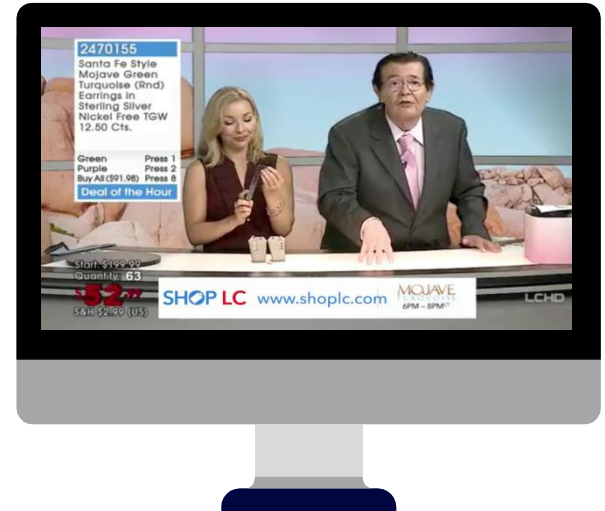 2470155
Santa Fe Style
Mojave Green
Turquoise (Rnd)
Earrings in
Sterling Silver
Nickel Free TGW
12.50 Cts.
Green Press 1
Purple Press 2
Buy All ($91.98) Press 8
Deal of the Hour
Start: $199.99
Quantity: 63
$52.99
S&H $2.99 (US)
SHOP LC www.shoplc.com
MOJAVE
TURQUOISE
6PM – 8PM
LCHD